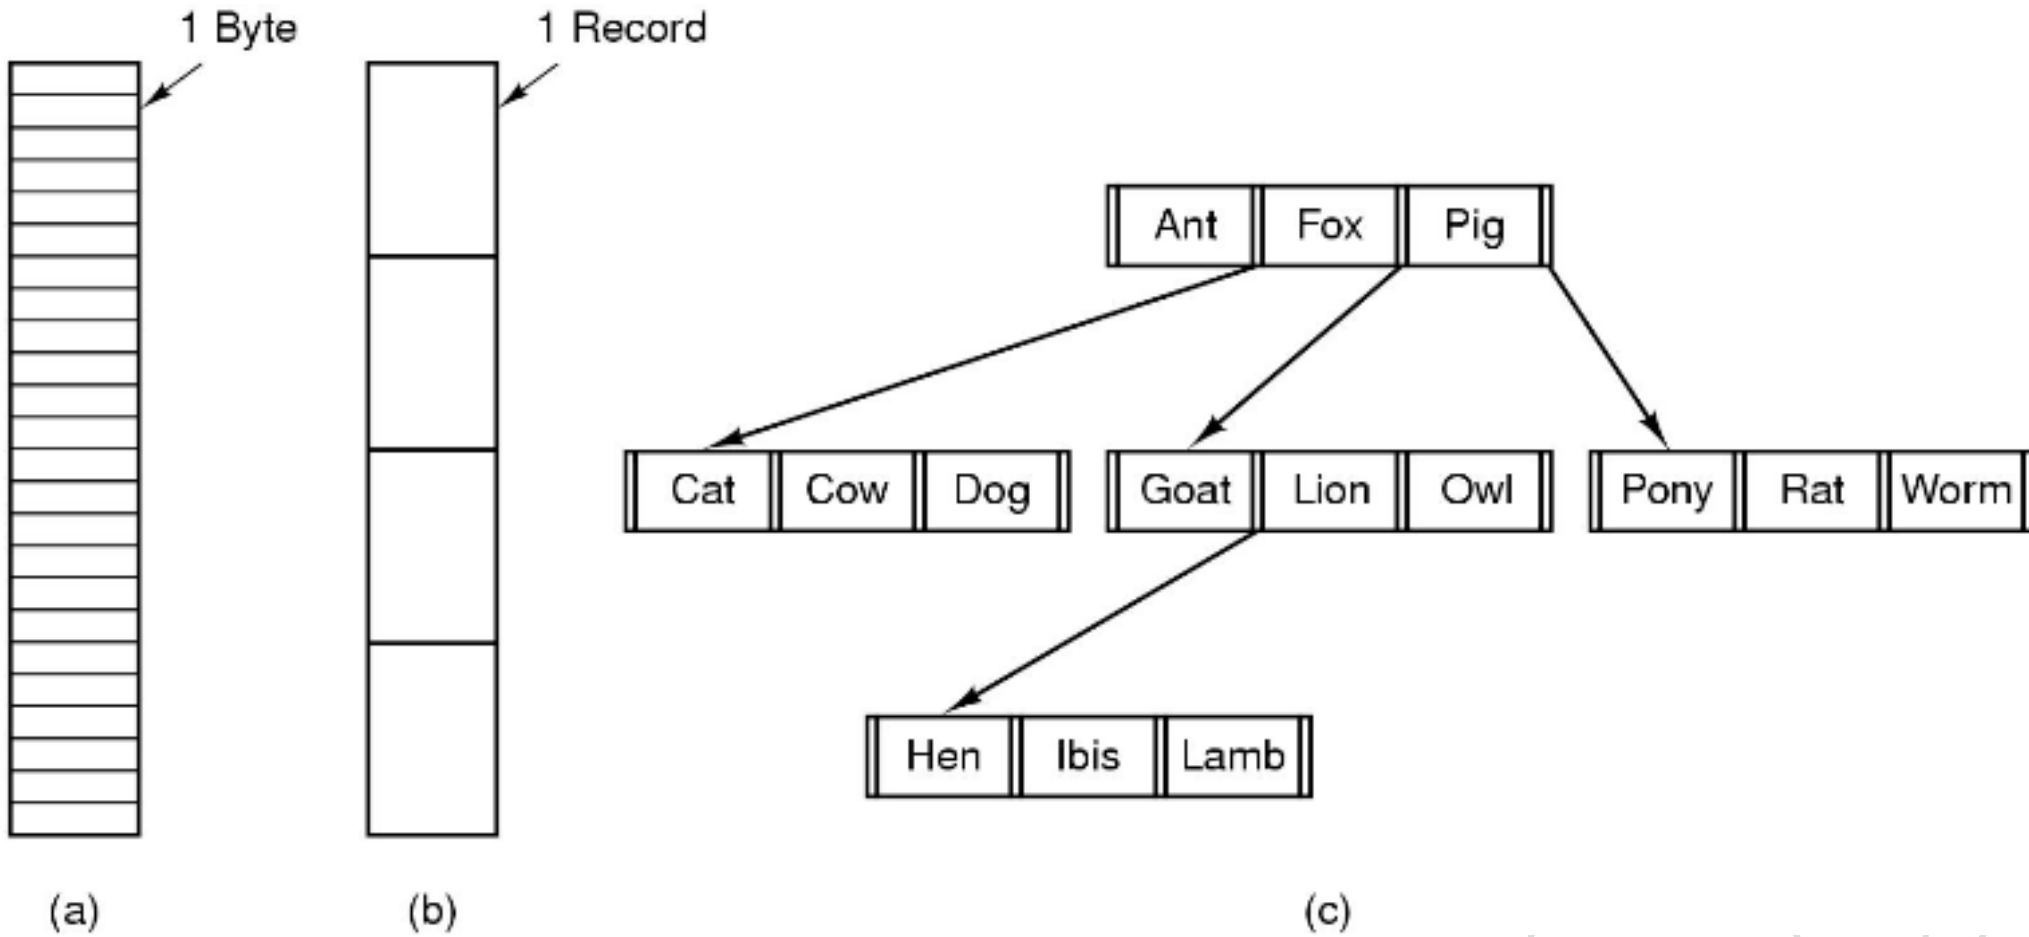 1 Byte
1 Record
Ant Fox Pig
Cat Cow Dog
Goat Lion Owl
Pony Rat Worm
Hen Ibis Lamb
(a)
(b)
(c)